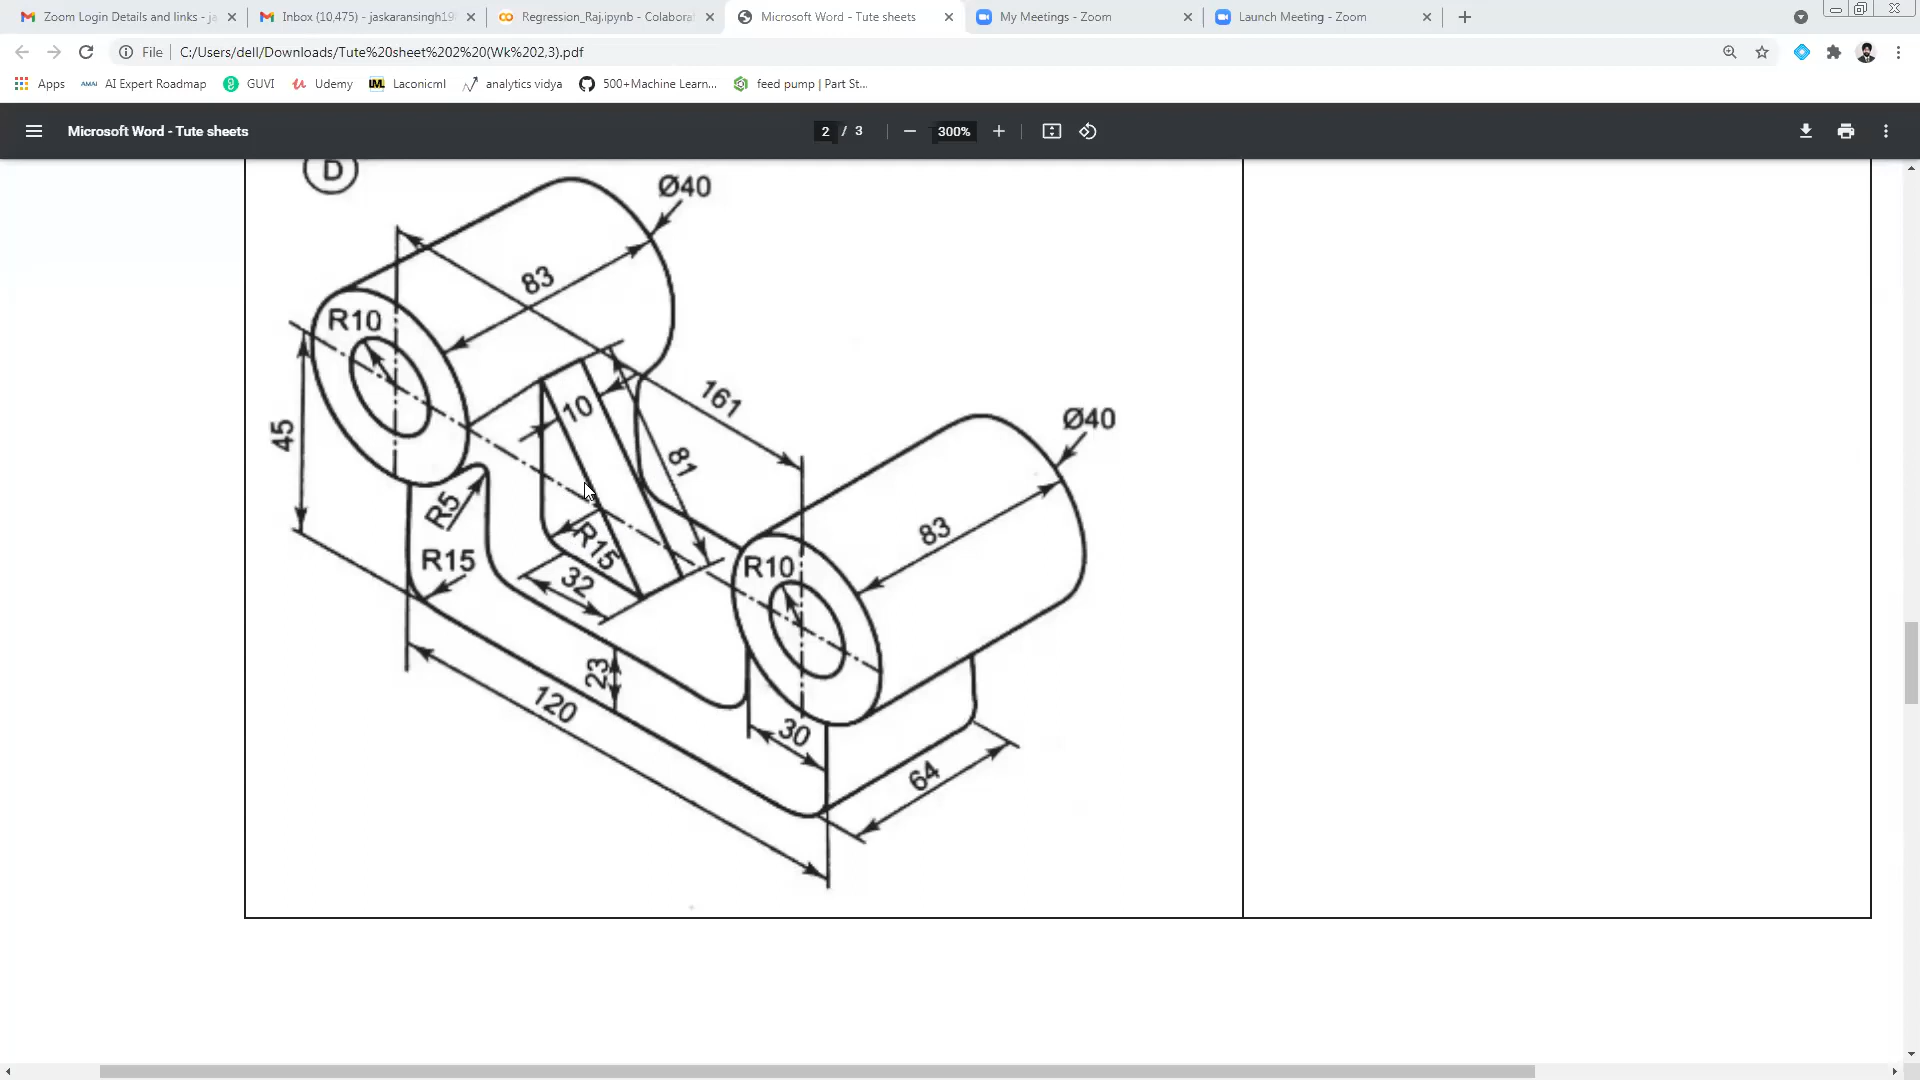 Zoom Login Details and links - ja
Inbox (10,475) - jaskaransingh19
Regression_Raj.ipynb - Colaborat
Microsoft Word - Tute sheets
My Meetings - Zoom
Launch Meeting - Zoom
File | C:/Users/dell/Downloads/Tute%20sheet%202%20(Wk%202,3).pdf
Apps
AMAI AI Expert Roadmap
GUVI
Udemy
LML Laconicml
analytics vidya
500+Machine Learn...
feed pump | Part St...
Microsoft Word - Tute sheets
2 / 3
300%
D
Ø40
83
R10
161
10
45
81
Ø40
R5
83
R15
R15
R10
32
23
120
30
64